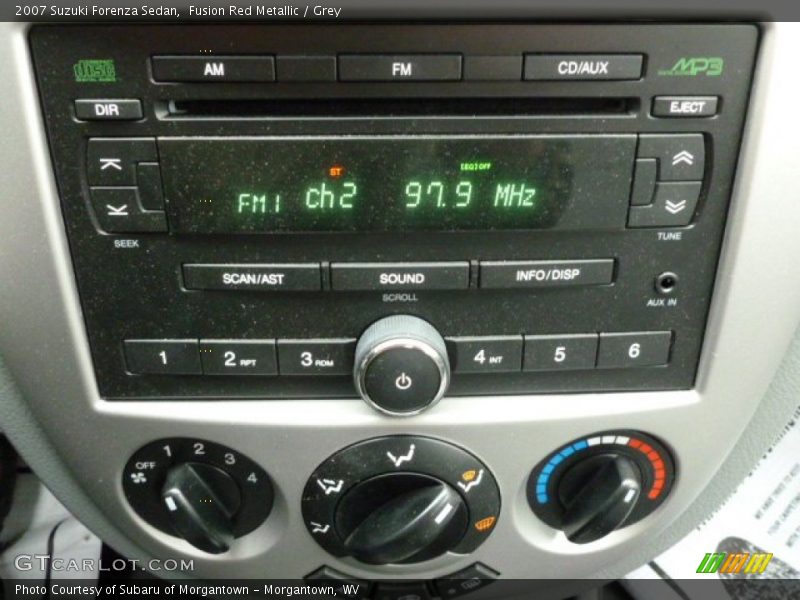 2007 Suzuki Forenza Sedan,  Fusion Red Metallic / Grey
AM FM CD/AUX MP3
DIR EJECT
ST [EQ]OFF
FM1 ch2 97.9 MHz
SEEK TUNE
SCAN/AST SOUND INFO/DISP
SCROLL AUX IN
1 2 RPT 3 RDM 4 INT 5 6
OFF 1 2 3 4
GTCarLot.com
Photo Courtesy of Subaru of Morgantown - Morgantown, WV